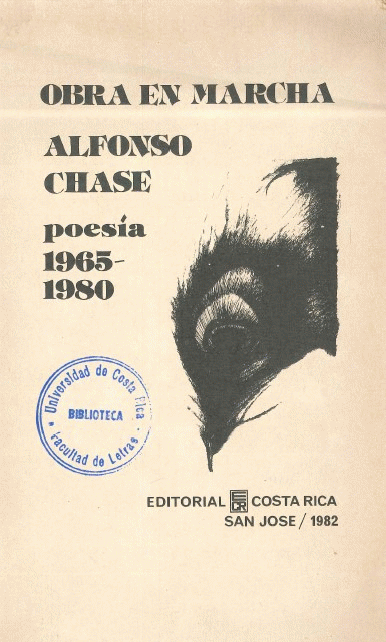 OBRA EN MARCHA
ALFONSO
CHASE
poesía
1965-
1980
Universidad de Costa Rica
BIBLIOTECA
Facultad de Letras
EDITORIAL ECR COSTA RICA
SAN JOSE / 1982